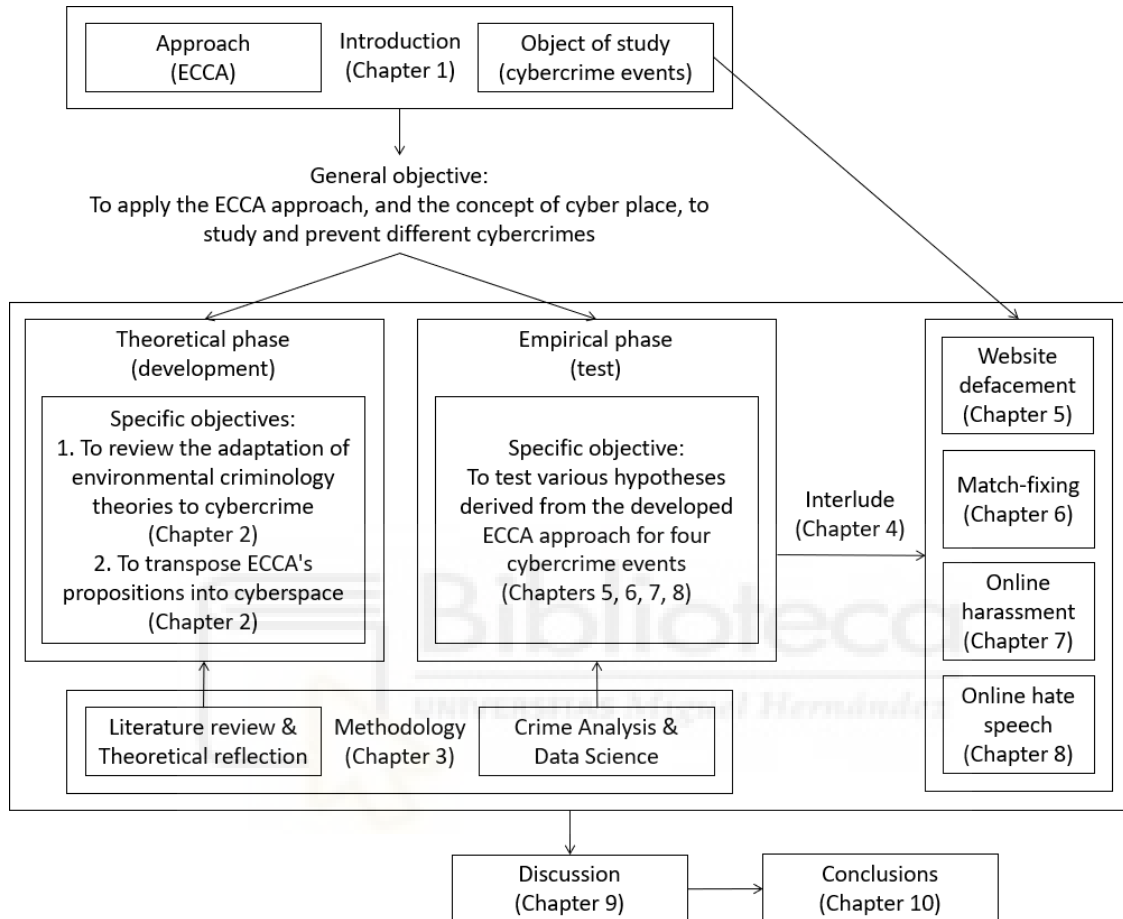 Approach
(ECCA)
Introduction
(Chapter 1)
Object of study
(cybercrime events)
General objective:
To apply the ECCA approach, and the concept of cyber place, to
study and prevent different cybercrimes
Theoretical phase
(development)
Specific objectives:
1. To review the adaptation of
environmental criminology
theories to cybercrime
(Chapter 2)
2. To transpose ECCA's
propositions into cyberspace
(Chapter 2)
Empirical phase
(test)
Specific objective:
To test various hypotheses
derived from the developed
ECCA approach for four
cybercrime events
(Chapters 5, 6, 7, 8)
Interlude
(Chapter 4)
Website
defacement
(Chapter 5)
Match-fixing
(Chapter 6)
Online
harassment
(Chapter 7)
Online hate
speech
(Chapter 8)
Literature review &
Theoretical reflection
Methodology
(Chapter 3)
Crime Analysis &
Data Science
Biblioteca
UNIVERSITAS Miguel Hernández
Discussion
(Chapter 9)
Conclusions
(Chapter 10)